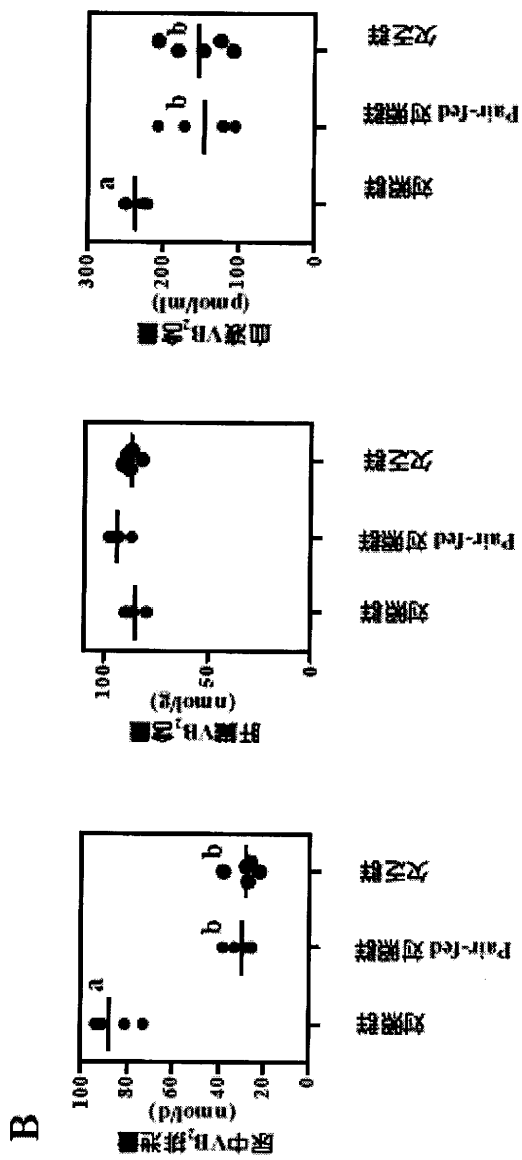 B
尿中VB₂排泄量
(nmol/d)
100
80
60
40
20
0
a
b
b
对照群
Pair-fed 对照群
欠乏群
肝臓VB₂含量
(nmol/g)
100
50
0
对照群
Pair-fed 对照群
欠乏群
血液VB₂含量
(pmol/ml)
300
200
100
0
a
b
b
对照群
Pair-fed 对照群
欠乏群